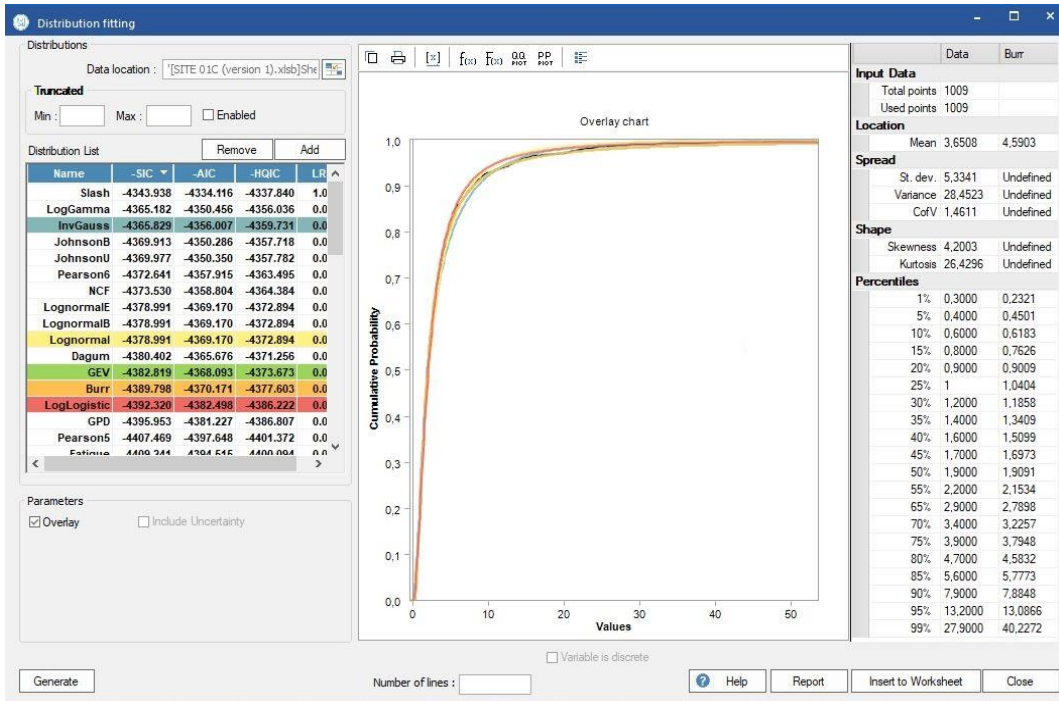 Distribution fitting
Distributions
Data location : '[SITE 01C (version 1).xlsb]She
Truncated
Min : Max : Enabled
Distribution List Remove Add
Name -SIC -AIC -HQIC LR
Slash -4343.938 -4334.116 -4337.840 1.0
LogGamma -4365.182 -4350.456 -4356.036 0.0
InvGauss -4365.829 -4356.007 -4359.731 0.0
JohnsonB -4369.913 -4350.286 -4357.718 0.0
JohnsonU -4369.977 -4350.350 -4357.782 0.0
Pearson6 -4372.641 -4357.915 -4363.495 0.0
NCF -4373.530 -4358.804 -4364.384 0.0
LognormalE -4378.991 -4369.170 -4372.894 0.0
LognormalB -4378.991 -4369.170 -4372.894 0.0
Lognormal -4378.991 -4369.170 -4372.894 0.0
Dagum -4380.402 -4365.676 -4371.256 0.0
GEV -4382.819 -4368.093 -4373.673 0.0
Burr -4389.798 -4370.171 -4377.603 0.0
LogLogistic -4392.320 -4382.498 -4386.222 0.0
GPD -4395.953 -4381.227 -4386.807 0.0
Pearson5 -4407.469 -4397.648 -4401.372 0.0
Fatigue -4409.241 -4394.515 -4400.094 0.0
Parameters
Overlay Include Uncertainty
Generate
[x] f(x) F(x) QQ PLOT PP PLOT
Overlay chart
Cumulative Probability
1,0
0,9
0,8
0,7
0,6
0,5
0,4
0,3
0,2
0,1
0,0
0 10 20 30 40 50
Values
Variable is discrete
Number of lines :
Data Burr
Input Data
Total points 1009
Used points 1009
Location
Mean 3,6508 4,5903
Spread
St. dev. 5,3341 Undefined
Variance 28,4523 Undefined
CofV 1,4611 Undefined
Shape
Skewness 4,2003 Undefined
Kurtosis 26,4296 Undefined
Percentiles
1% 0,3000 0,2321
5% 0,4000 0,4501
10% 0,6000 0,6183
15% 0,8000 0,7626
20% 0,9000 0,9009
25% 1 1,0404
30% 1,2000 1,1858
35% 1,4000 1,3409
40% 1,6000 1,5099
45% 1,7000 1,6973
50% 1,9000 1,9091
55% 2,2000 2,1534
65% 2,9000 2,7898
70% 3,4000 3,2257
75% 3,9000 3,7948
80% 4,7000 4,5832
85% 5,6000 5,7773
90% 7,9000 7,8848
95% 13,2000 13,0866
99% 27,9000 40,2272
? Help Report Insert to Worksheet Close